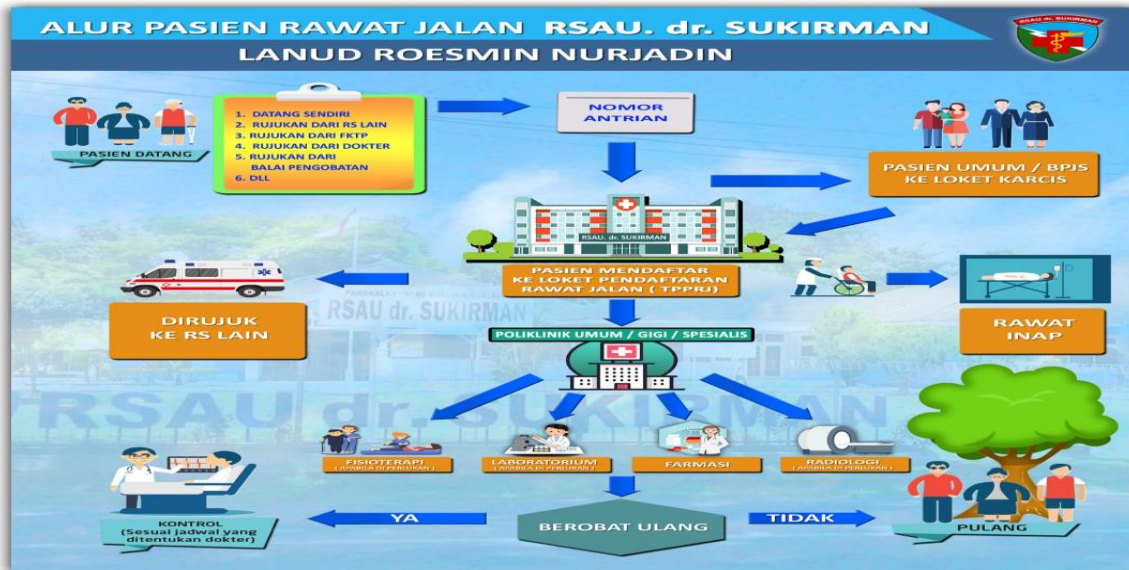 ALUR PASIEN RAWAT JALAN RSAU. dr. SUKIRMAN
LANUD ROESMIN NURJADIN
RSAU dr. SUKIRMAN
PASIEN DATANG
1. DATANG SENDIRI
2. RUJUKAN DARI RS LAIN
3. RUJUKAN DARI FKTP
4. RUJUKAN DARI DOKTER
5. RUJUKAN DARI
BALAI PENGOBATAN
6. DLL
NOMOR
ANTRIAN
PASIEN UMUM / BPJS
KE LOKET KARCIS
RSAU. dr. SUKIRMAN
PASIEN MENDAFTAR
KE LOKET PENDAFTARAN
RAWAT JALAN ( TPPRJ)
DIRUJUK
KE RS LAIN
RAWAT
INAP
RSAU dr. SUKIRMAN
POLIKLINIK UMUM / GIGI / SPESIALIS
RSAU dr. SUKIRMAN
FISIOTERAPI
( APABILA DI PERLUKAN )
LABORATORIUM
( APABILA DI PERLUKAN )
FARMASI
RADIOLOGI
( APABILA DI PERLUKAN )
KONTROL
(Sesuai jadwal yang
ditentukan dokter)
YA
BEROBAT ULANG
TIDAK
PULANG